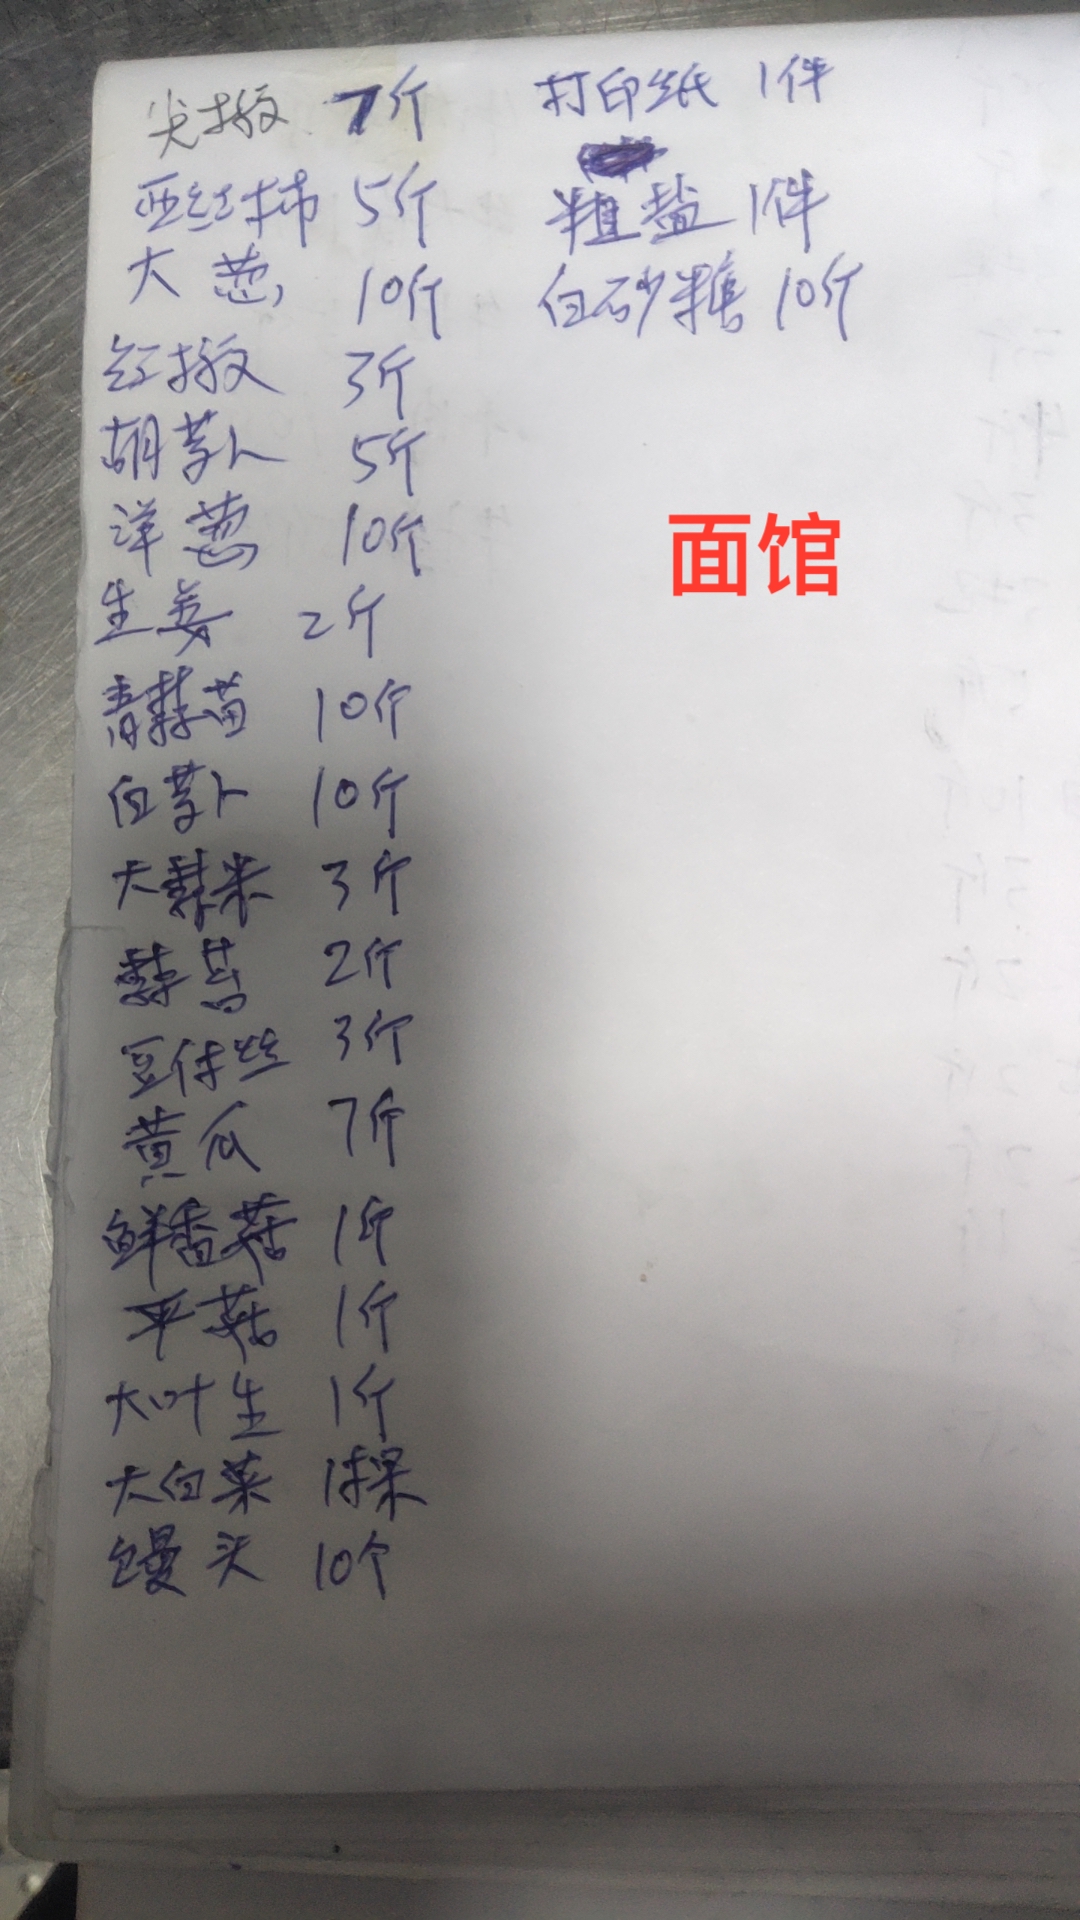 尖掓 7斤
西红柿 5斤
大葱 10斤
红掓 3斤
胡萝卜 5斤
洋葱 10斤
生姜 2斤
青蒜苗 10斤
白萝卜 10斤
大蒜米 3斤
蒜苔 2斤
豆付丝 3斤
黄瓜 7斤
鲜香菇 1斤
平菇 1斤
大叶生 1斤
大白菜 1棵
馒头 10个
打印纸 1件
粗盐 1件
白砂糖 10斤
面馆